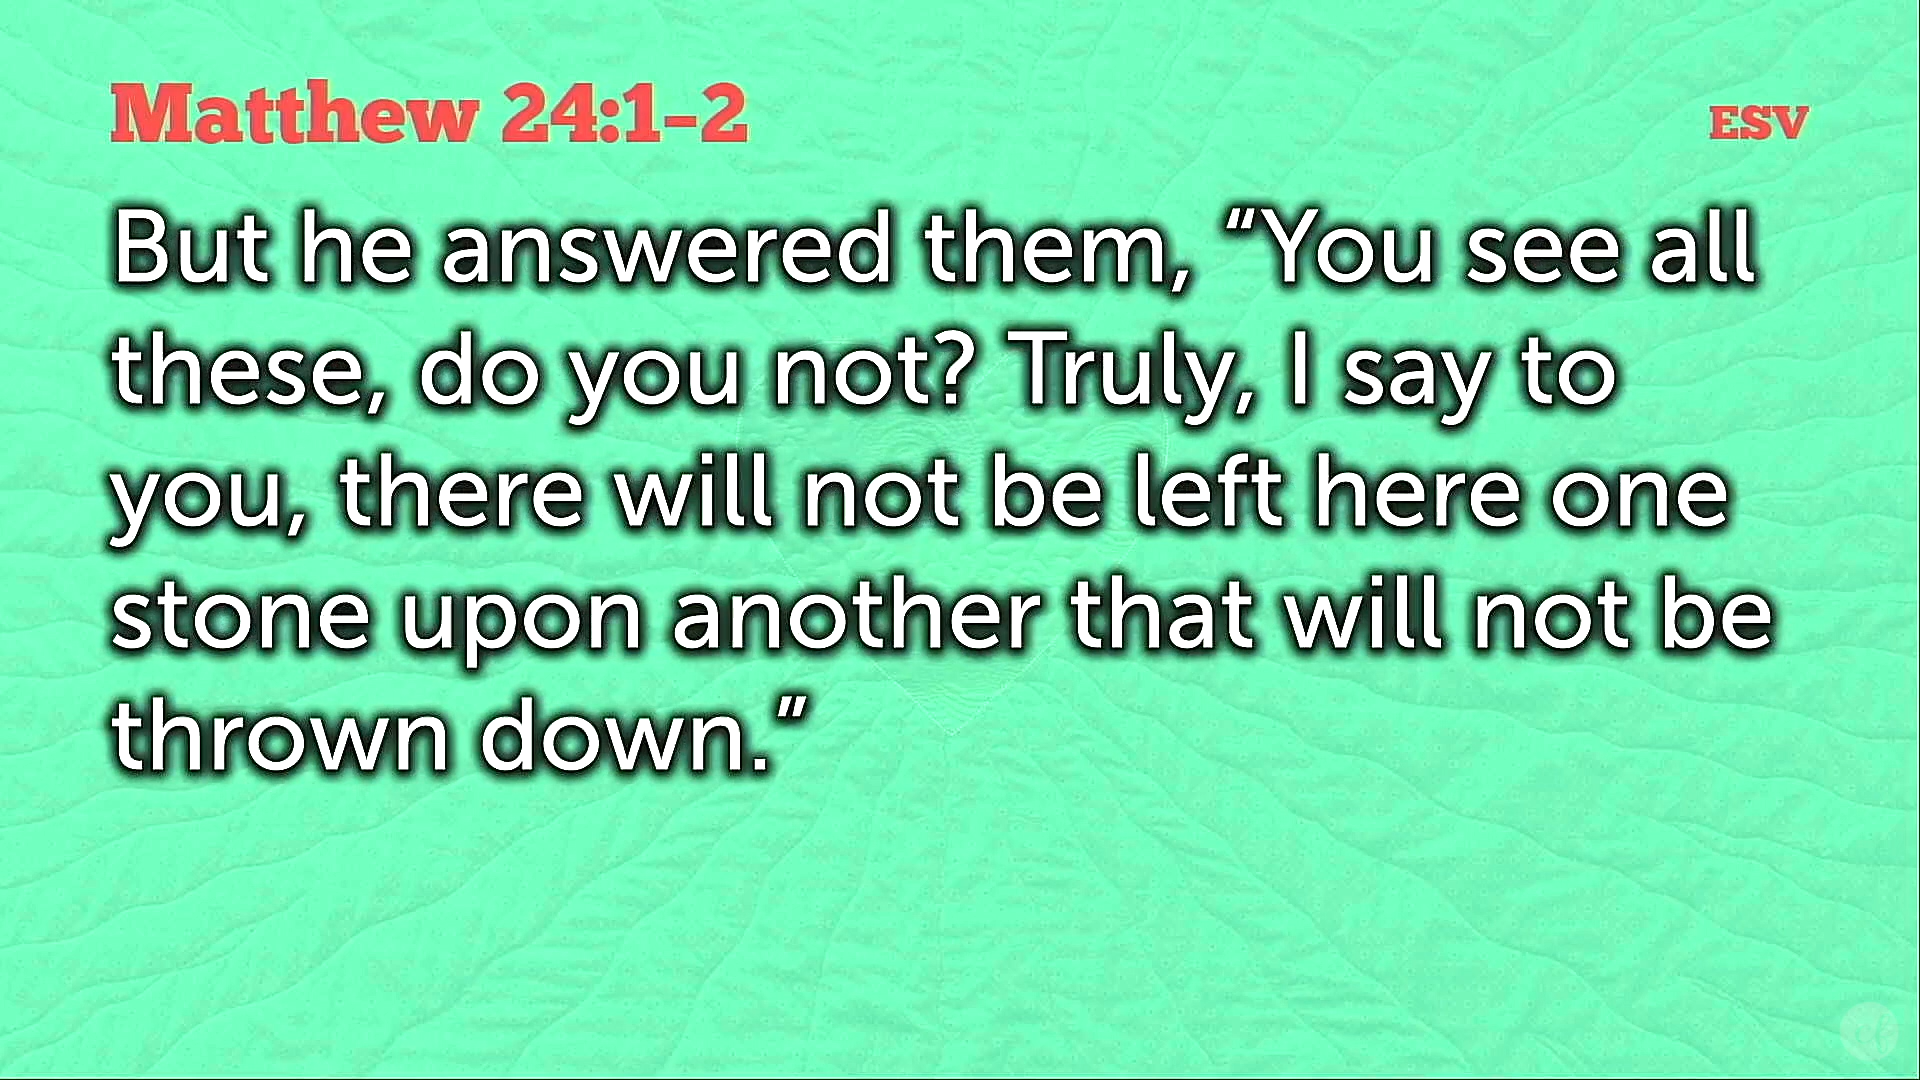 Matthew 24:1–2
ESV
But he answered them, “You see all
these, do you not? Truly, I say to
you, there will not be left here one
stone upon another that will not be
thrown down.”